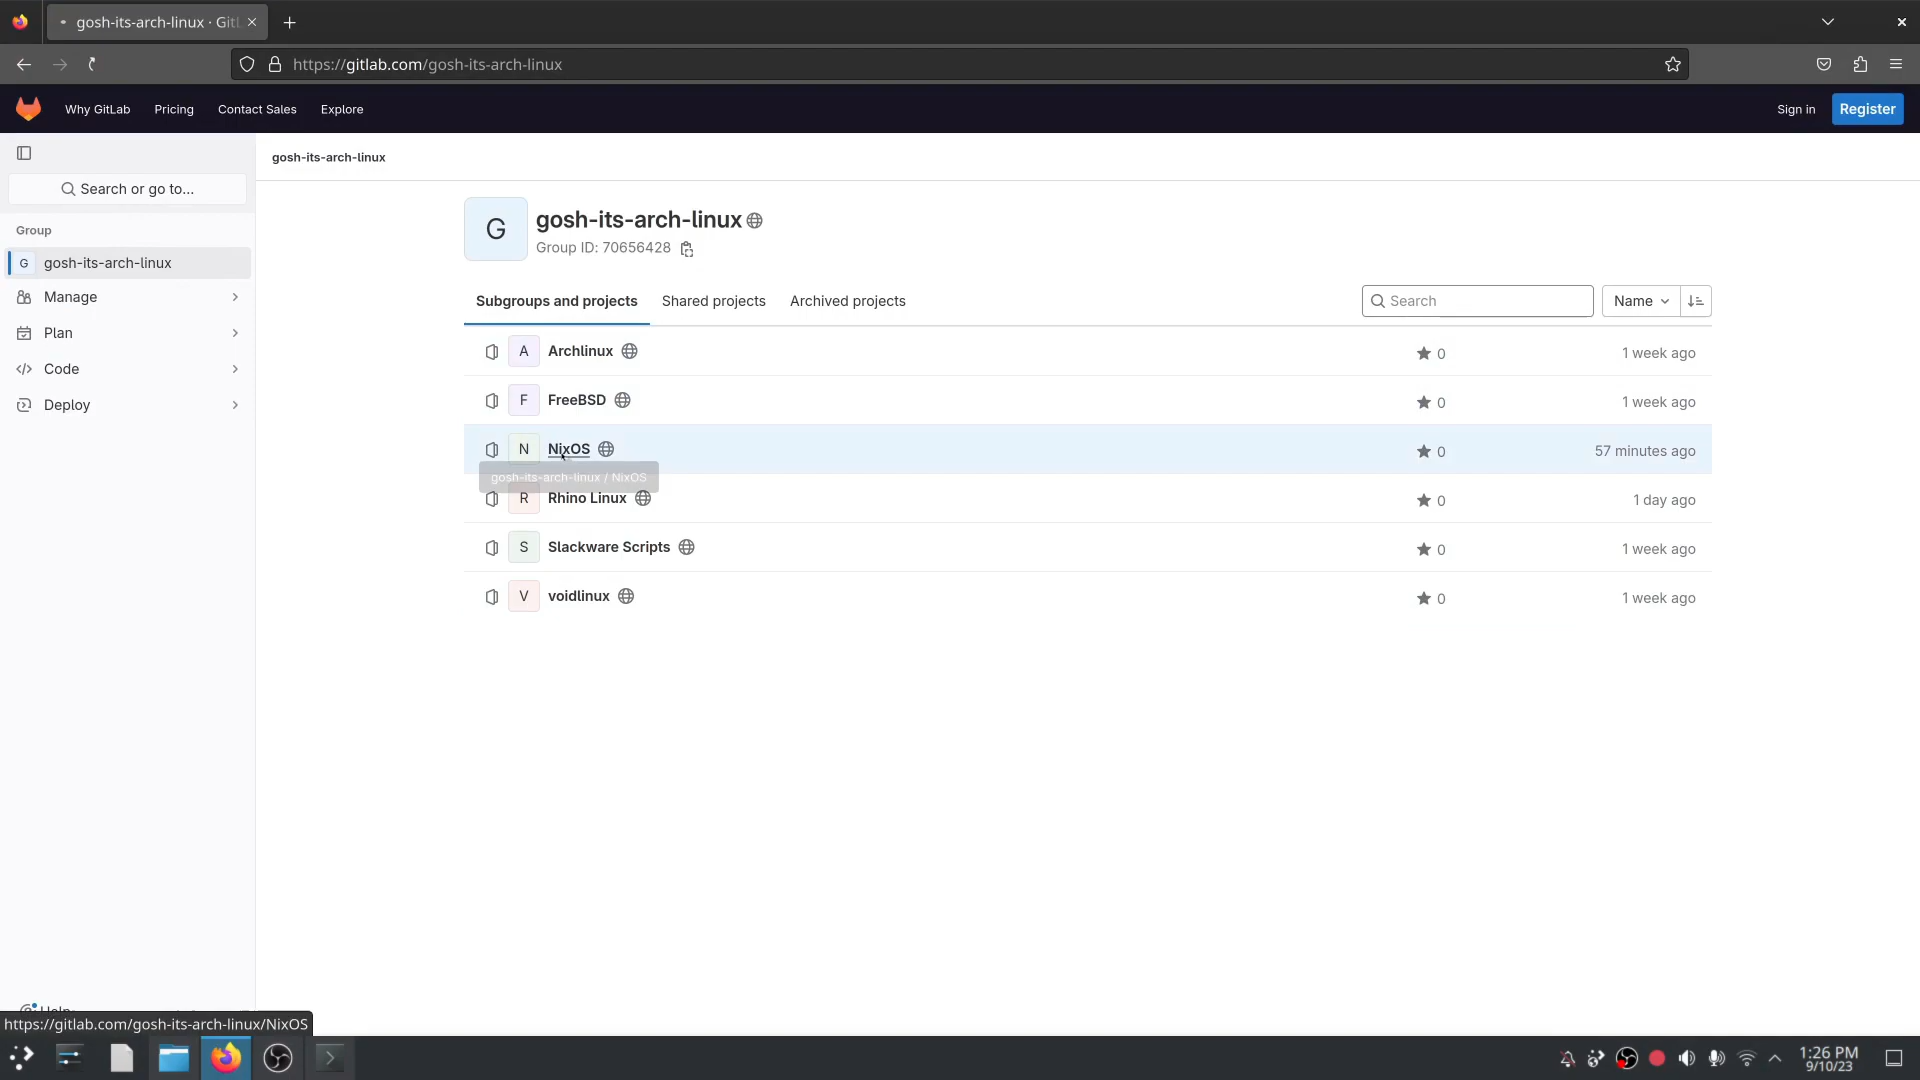 gosh-its-arch-linux · Gitl
https://gitlab.com/gosh-its-arch-linux
Why GitLab
Pricing
Contact Sales
Explore
Sign in
Register
gosh-its-arch-linux
Search or go to...
Group
G gosh-its-arch-linux
Manage
Plan
Code
Deploy
Help
G
gosh-its-arch-linux
Group ID: 70656428
Subgroups and projects
Shared projects
Archived projects
Search
Name
A Archlinux 0 1 week ago
F FreeBSD 0 1 week ago
N NixOS 0 57 minutes ago
gosh-its-arch-linux / NixOS
R Rhino Linux 0 1 day ago
S Slackware Scripts 0 1 week ago
V voidlinux 0 1 week ago
https://gitlab.com/gosh-its-arch-linux/NixOS
1:26 PM
9/10/23